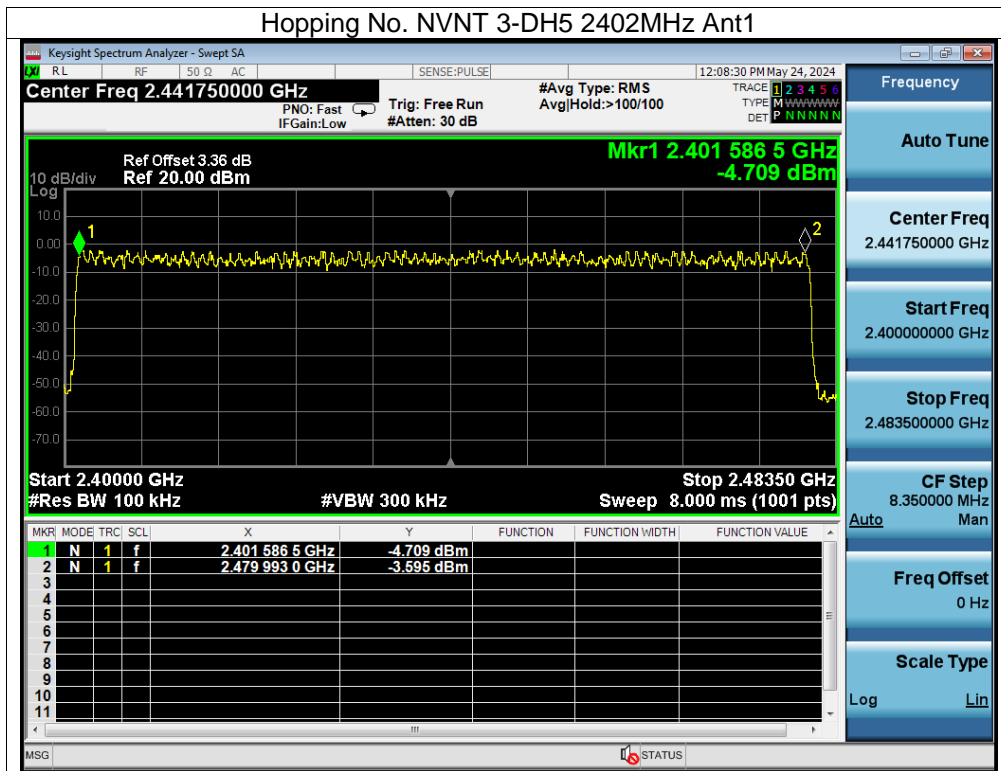 Hopping No. NVNT 3-DH5 2402MHz Ant1
Keysight Spectrum Analyzer - Swept SA
LXI RL RF 50 Ω AC SENSE:PULSE 12:08:30 PM May 24, 2024
Center Freq 2.441750000 GHz
PNO: Fast
IFGain:Low
Trig: Free Run
#Atten: 30 dB
#Avg Type: RMS
Avg|Hold:>100/100
TRACE 1 2 3 4 5 6
TYPE M WWWWW
DET P N N N N N
Mkr1 2.401 586 5 GHz
-4.709 dBm
Ref Offset 3.36 dB
10 dB/div Ref 20.00 dBm
Log
10.0
0.00
-10.0
-20.0
-30.0
-40.0
-50.0
-60.0
-70.0
1
2
Start 2.40000 GHz Stop 2.48350 GHz
#Res BW 100 kHz #VBW 300 kHz Sweep 8.000 ms (1001 pts)
MKR MODE TRC SCL X Y FUNCTION FUNCTION WIDTH FUNCTION VALUE
1 N 1 f 2.401 586 5 GHz -4.709 dBm
2 N 1 f 2.479 993 0 GHz -3.595 dBm
3
4
5
6
7
8
9
10
11
MSG STATUS
Frequency
Auto Tune
Center Freq
2.441750000 GHz
Start Freq
2.400000000 GHz
Stop Freq
2.483500000 GHz
CF Step
8.350000 MHz
Auto Man
Freq Offset
0 Hz
Scale Type
Log Lin